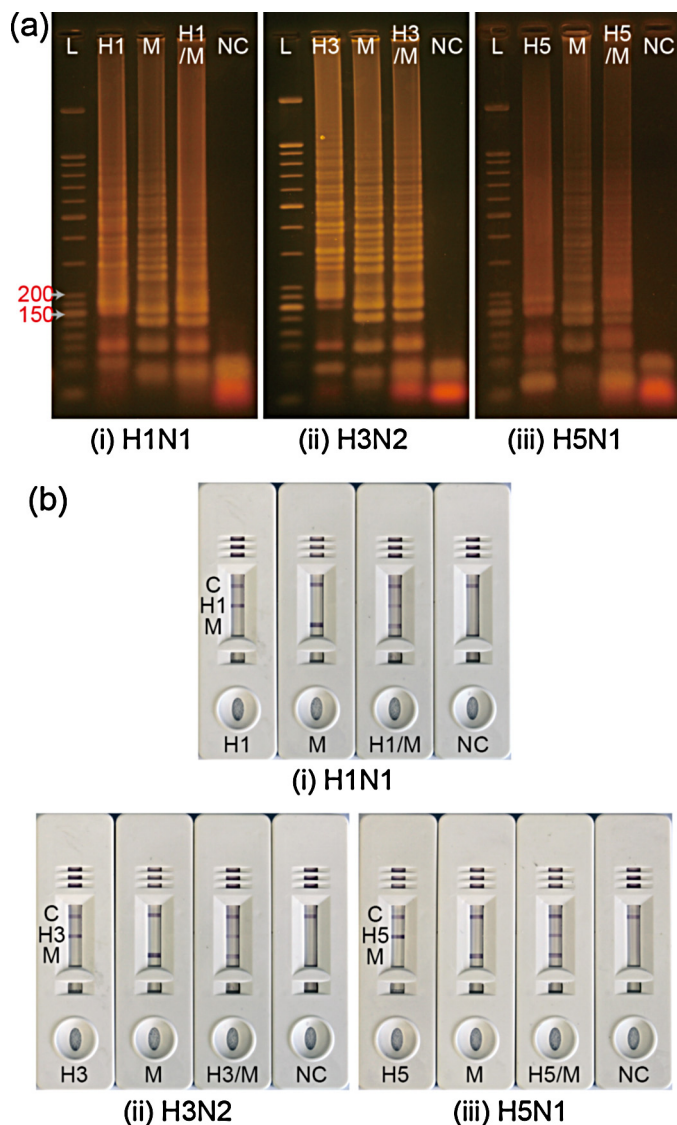 (a)
L H1 M H1/M NC
L H3 M H3/M NC
L H5 M H5/M NC
200
150
(i) H1N1
(ii) H3N2
(iii) H5N1
(b)
C
H1
M
H1 M H1/M NC
(i) H1N1
C
H3
M
H3 M H3/M NC
(ii) H3N2
C
H5
M
H5 M H5/M NC
(iii) H5N1